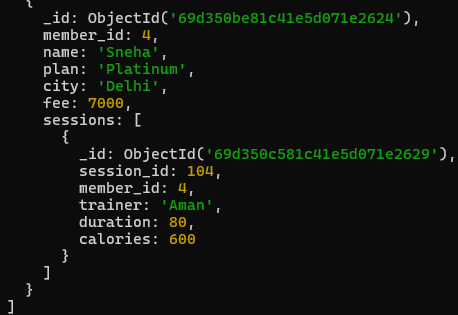 {
_id: ObjectId('69d350be81c41e5d071e2624'),
member_id: 4,
name: 'Sneha',
plan: 'Platinum',
city: 'Delhi',
fee: 7000,
sessions: [
{
_id: ObjectId('69d350c581c41e5d071e2629'),
session_id: 104,
member_id: 4,
trainer: 'Aman',
duration: 80,
calories: 600
}
]
}
]